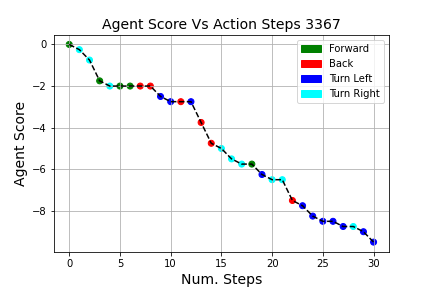 Agent Score Vs Action Steps 3367
Forward
Back
Turn Left
Turn Right
0
−2
−4
−6
−8
Agent Score
0 5 10 15 20 25 30
Num. Steps